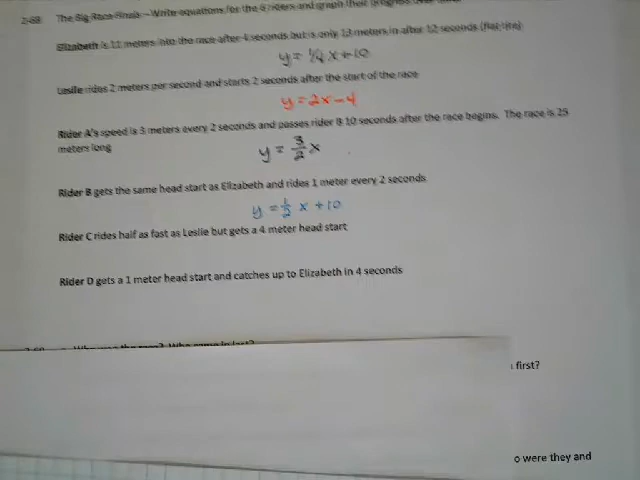 2-68 The Big Race Finals - Write equations for the 6 riders and graph their progress
Elizabeth is 11 meters into the race after 4 seconds but is only 13 meters in after 12 seconds (flat tire)
y = 1/4 x + 10
Leslie rides 2 meters per second and starts 2 seconds after the start of the race
y = 2x - 4
Rider A's speed is 3 meters every 2 seconds and passes rider B 10 seconds after the race begins. The race is 25
meters long
y = 3/2 x
Rider B gets the same head start as Elizabeth and rides 1 meter every 2 seconds
y = 1/2 x + 10
Rider C rides half as fast as Leslie but gets a 4 meter head start
Rider D gets a 1 meter head start and catches up to Elizabeth in 4 seconds
first?
o were they and